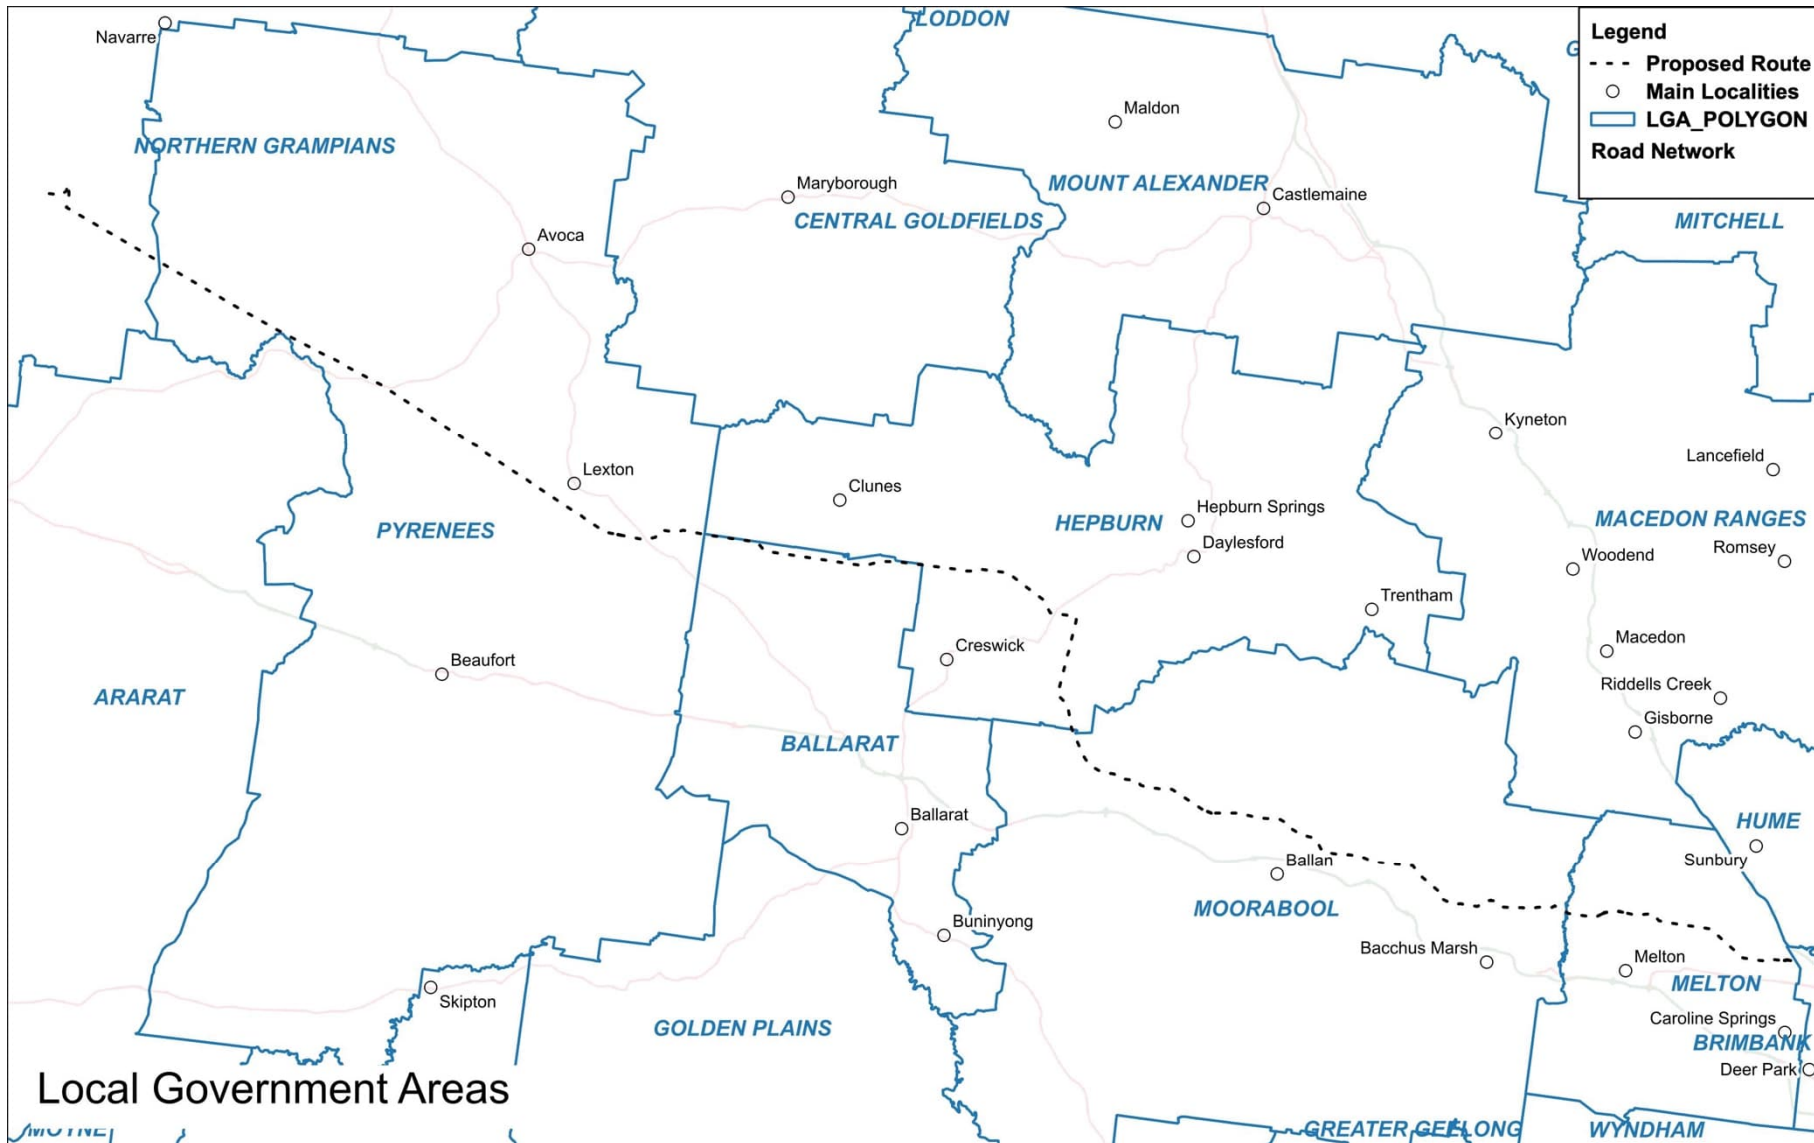 LODDON
Navarre
G
Legend
Proposed Route
Main Localities
LGA_POLYGON
Road Network
Maldon
NORTHERN GRAMPIANS
Maryborough
MOUNT ALEXANDER
Castlemaine
CENTRAL GOLDFIELDS
MITCHELL
Avoca
Kyneton
Lancefield
Lexton
Clunes
Hepburn Springs
PYRENEES
HEPBURN
MACEDON RANGES
Daylesford
Woodend
Romsey
Trentham
Creswick
Macedon
Beaufort
Riddells Creek
ARARAT
Gisborne
BALLARAT
Ballarat
HUME
Ballan
Sunbury
MOORABOOL
Buninyong
Bacchus Marsh
Melton
MELTON
Skipton
Caroline Springs
GOLDEN PLAINS
BRIMBANK
Deer Park
Local Government Areas
MOYNE
GREATER GEELONG
WYNDHAM